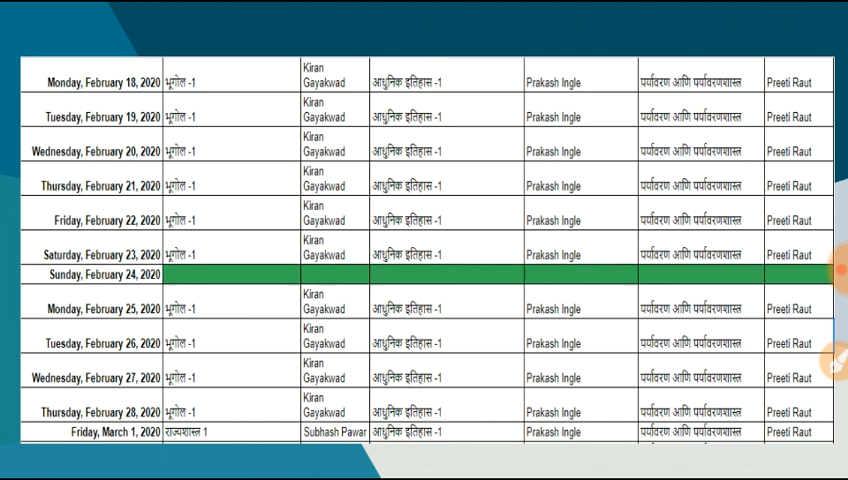 Monday, February 18, 2020 भूगोल -1 Kiran Gayakwad आधुनिक इतिहास -1 Prakash Ingle पर्यावरण आणि पर्यावरणशास्त्र Preeti Raut
Tuesday, February 19, 2020 भूगोल -1 Kiran Gayakwad आधुनिक इतिहास -1 Prakash Ingle पर्यावरण आणि पर्यावरणशास्त्र Preeti Raut
Wednesday, February 20, 2020 भूगोल -1 Kiran Gayakwad आधुनिक इतिहास -1 Prakash Ingle पर्यावरण आणि पर्यावरणशास्त्र Preeti Raut
Thursday, February 21, 2020 भूगोल -1 Kiran Gayakwad आधुनिक इतिहास -1 Prakash Ingle पर्यावरण आणि पर्यावरणशास्त्र Preeti Raut
Friday, February 22, 2020 भूगोल -1 Kiran Gayakwad आधुनिक इतिहास -1 Prakash Ingle पर्यावरण आणि पर्यावरणशास्त्र Preeti Raut
Saturday, February 23, 2020 भूगोल -1 Kiran Gayakwad आधुनिक इतिहास -1 Prakash Ingle पर्यावरण आणि पर्यावरणशास्त्र Preeti Raut
Sunday, February 24, 2020
Monday, February 25, 2020 भूगोल -1 Kiran Gayakwad आधुनिक इतिहास -1 Prakash Ingle पर्यावरण आणि पर्यावरणशास्त्र Preeti Raut
Tuesday, February 26, 2020 भूगोल -1 Kiran Gayakwad आधुनिक इतिहास -1 Prakash Ingle पर्यावरण आणि पर्यावरणशास्त्र Preeti Raut
Wednesday, February 27, 2020 भूगोल -1 Kiran Gayakwad आधुनिक इतिहास -1 Prakash Ingle पर्यावरण आणि पर्यावरणशास्त्र Preeti Raut
Thursday, February 28, 2020 भूगोल -1 Kiran Gayakwad आधुनिक इतिहास -1 Prakash Ingle पर्यावरण आणि पर्यावरणशास्त्र Preeti Raut
Friday, March 1, 2020 राज्यशास्त्र 1 Subhash Pawar आधुनिक इतिहास -1 Prakash Ingle पर्यावरण आणि पर्यावरणशास्त्र Preeti Raut